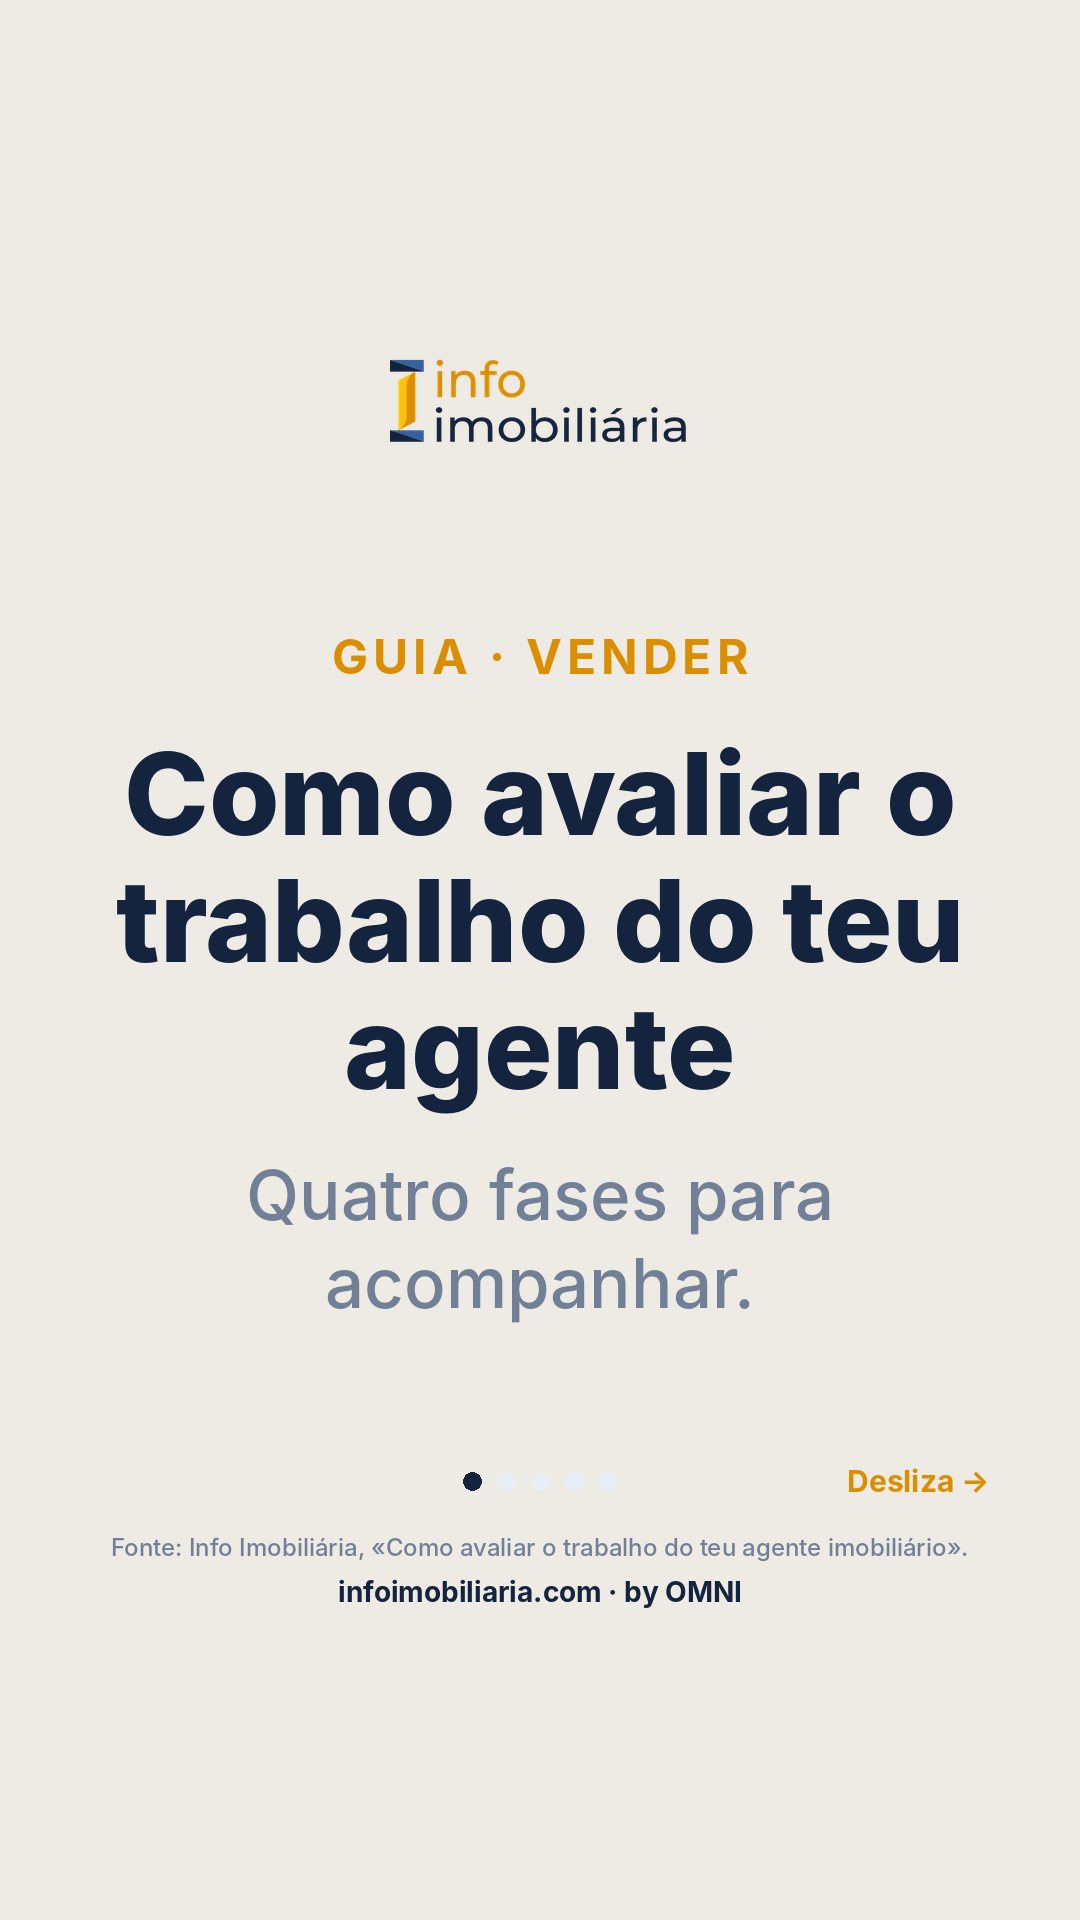 info
imobiliária
GUIA · VENDER
Como avaliar o
trabalho do teu
agente
Quatro fases para
acompanhar.
Desliza →
Fonte: Info Imobiliária, «Como avaliar o trabalho do teu agente imobiliário».
infoimobiliaria.com · by OMNI